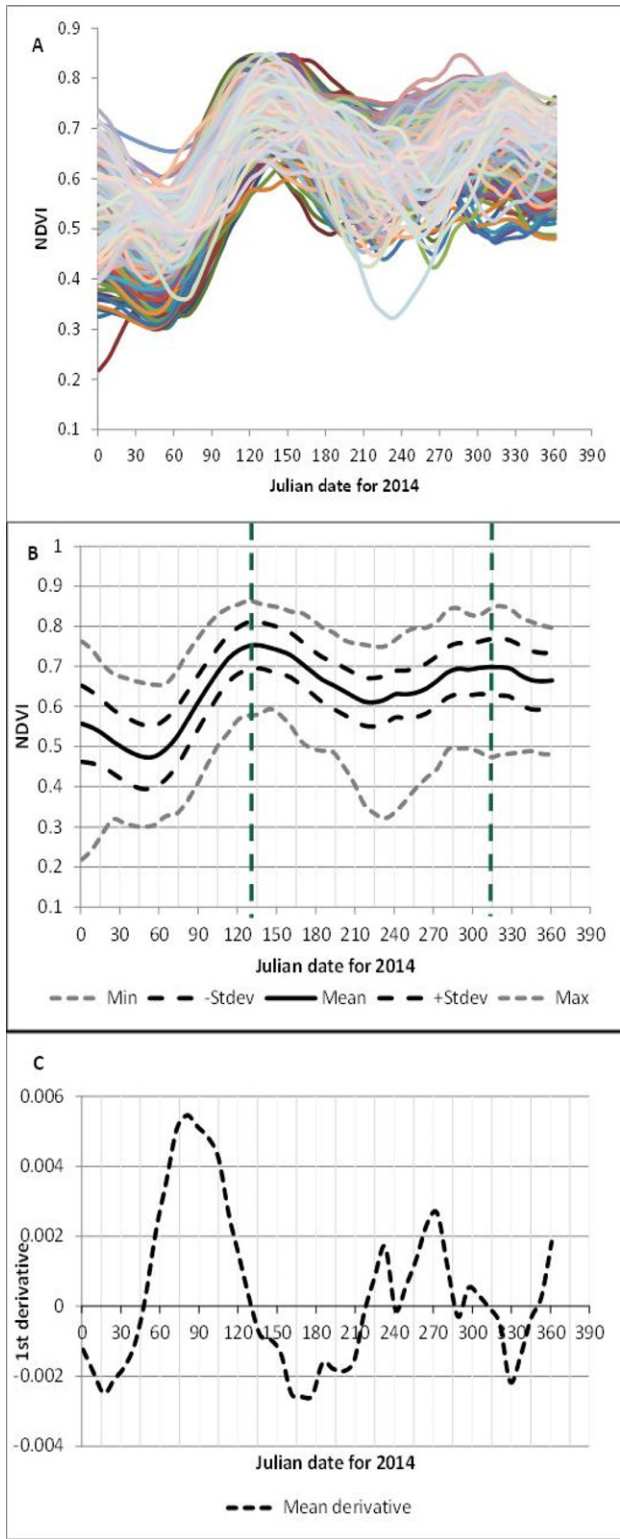 A
0.9
0.8
0.7
0.6
0.5
0.4
0.3
0.2
0.1
NDVI
0 30 60 90 120 150 180 210 240 270 300 330 360 390
Julian date for 2014
B
1
0.9
0.8
0.7
0.6
0.5
0.4
0.3
0.2
0.1
NDVI
0 30 60 90 120 150 180 210 240 270 300 330 360 390
Julian date for 2014
Min -Stdev Mean +Stdev Max
C
0.006
0.004
0.002
0
-0.002
-0.004
1st derivative
0 30 60 90 120 150 180 210 240 270 300 330 360 390
Julian date for 2014
Mean derivative